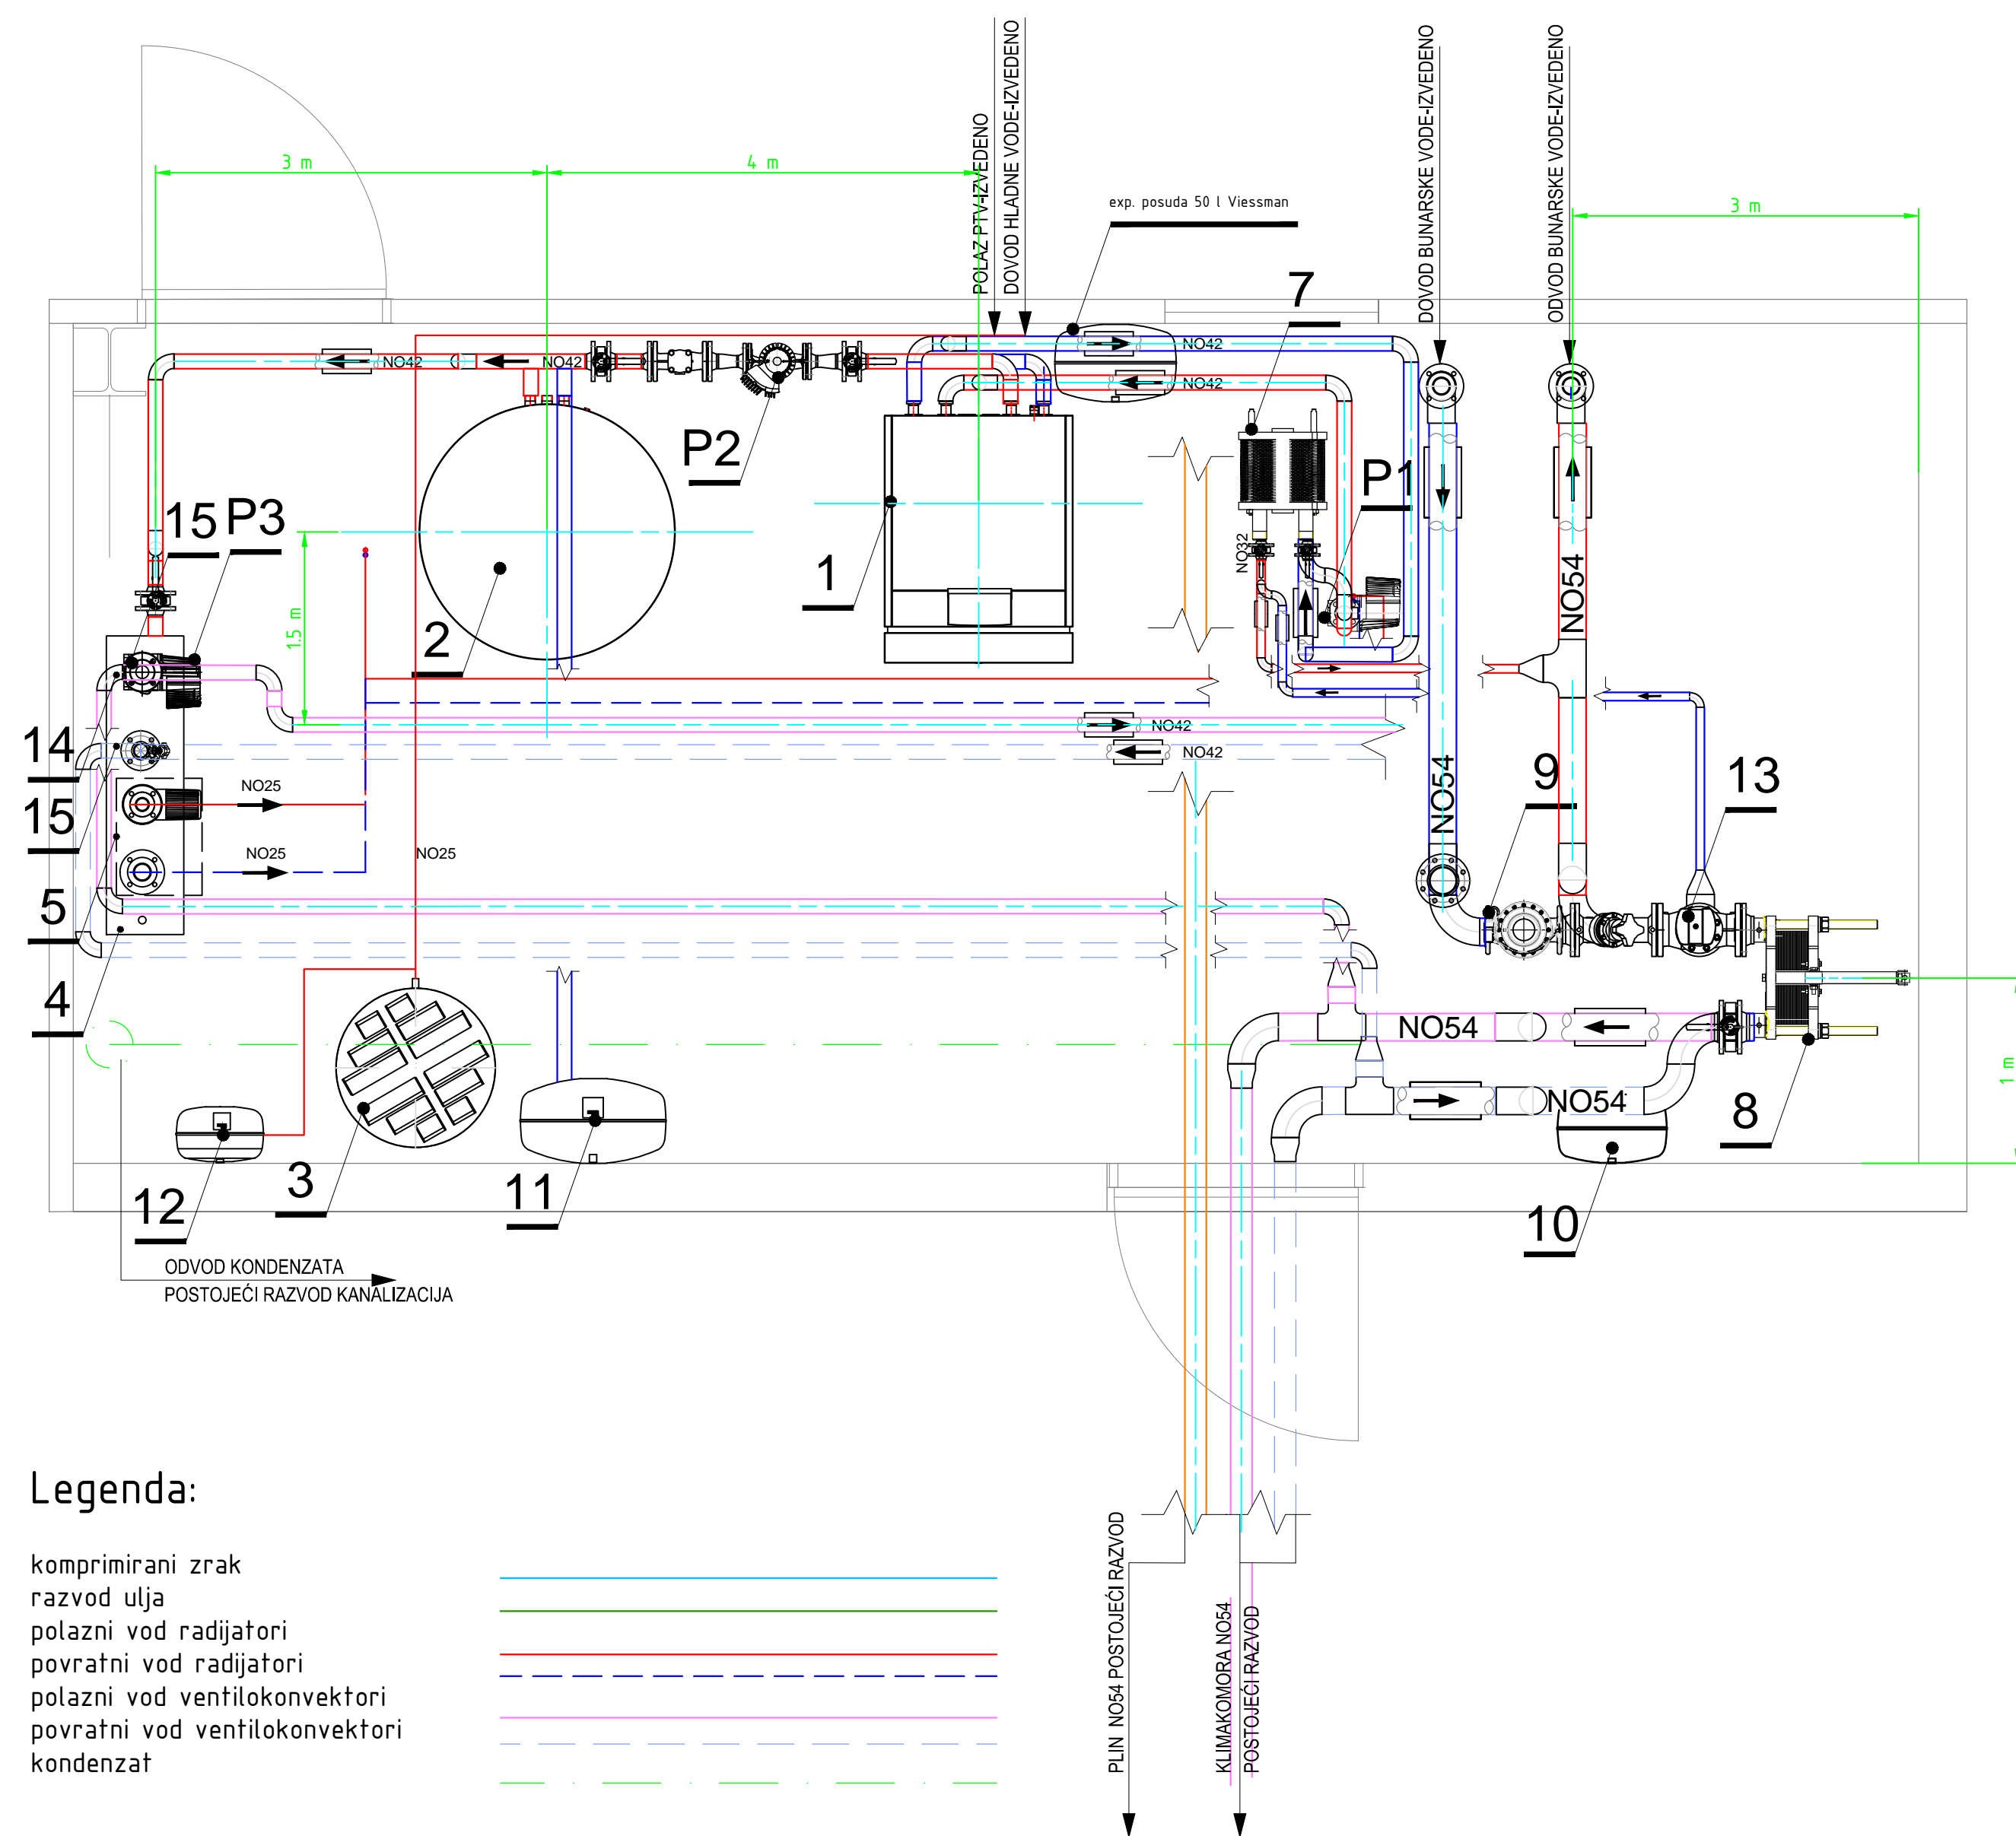 POLAZ PTV-IZVEDENO
DOVOD HLADNE VODE-IZVEDENO
DOVOD BUNARSKE VODE-IZVEDENO
ODVOD BUNARSKE VODE-IZVEDENO
3 m
4 m
exp. posuda 50 l Viessman
3 m
7
NO42
NO42
NO42
NO42
P2
P1
15
P3
1
NO32
NO54
2
1.5 m
14
NO42
NO42
15
NO25
NO25
NO25
NO54
9
13
5
4
NO54
NO54
1 m
8
12
3
11
10
ODVOD KONDENZATA
POSTOJEĆI RAZVOD KANALIZACIJA
Legenda:
komprimirani zrak
razvod ulja
polazni vod radijatori
povratni vod radijatori
polazni vod ventilokonvektori
povratni vod ventilokonvektori
kondenzat
PLIN NO54 POSTOJEĆI RAZVOD
KLIMAKOMORA NO54
POSTOJEĆI RAZVOD